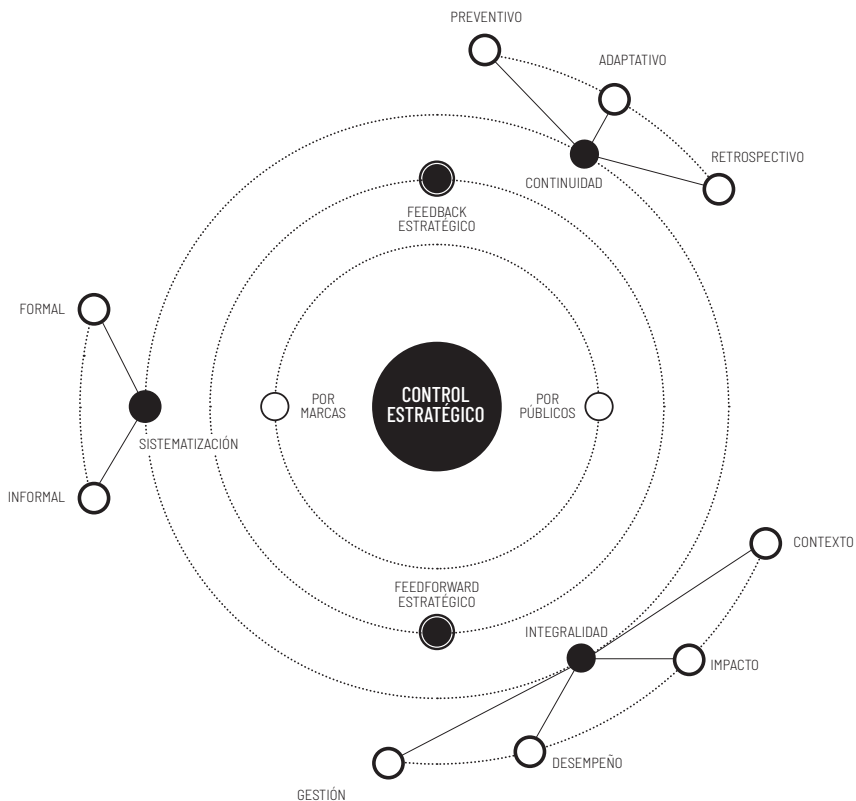 PREVENTIVO
ADAPTATIVO
RETROSPECTIVO
CONTINUIDAD
FEEDBACK
ESTRATÉGICO
FORMAL
POR
MARCAS
CONTROL
ESTRATÉGICO
POR
PÚBLICOS
SISTEMATIZACIÓN
INFORMAL
CONTEXTO
FEEDFORWARD
ESTRATÉGICO
INTEGRALIDAD
IMPACTO
DESEMPEÑO
GESTIÓN